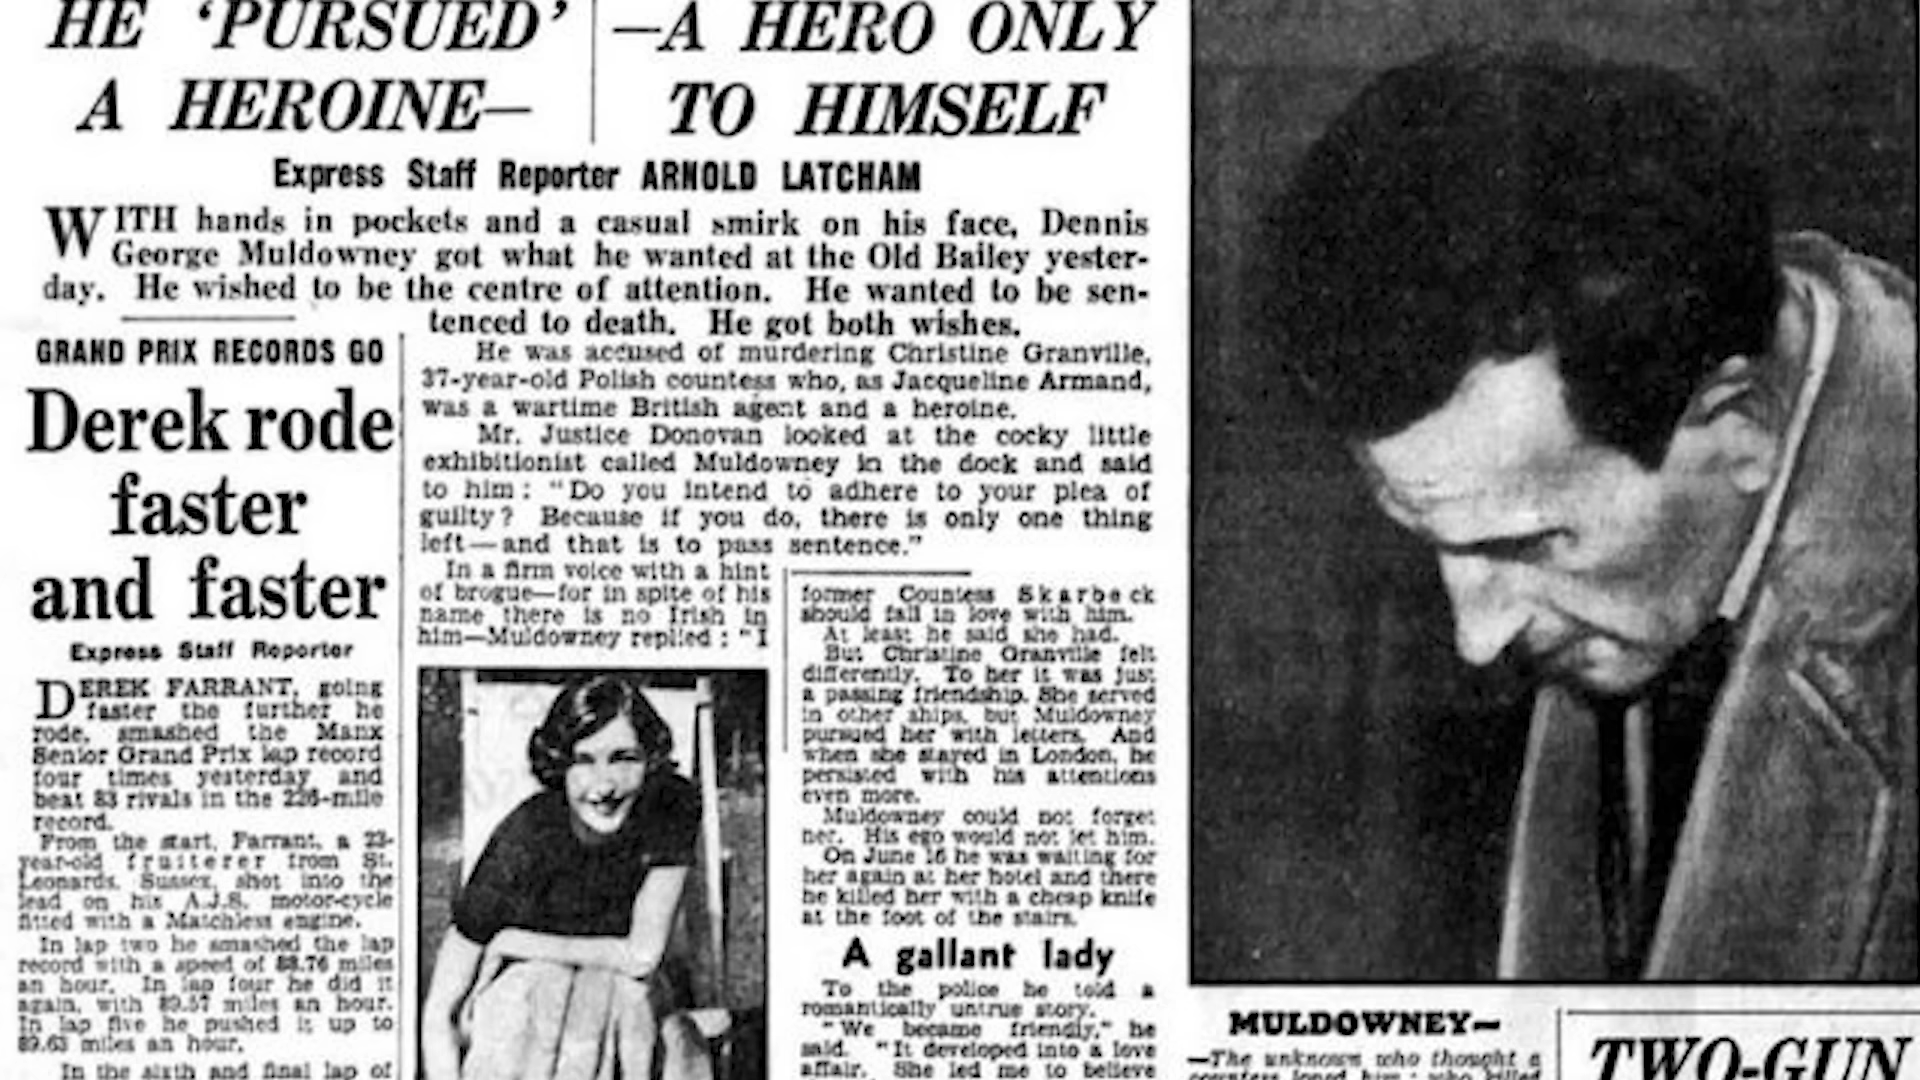 HE ‘PURSUED’
A HEROINE—
—A HERO ONLY
TO HIMSELF
Express Staff Reporter ARNOLD LATCHAM
WITH hands in pockets and a casual smirk on his face, Dennis
George Muldowney got what he wanted at the Old Bailey yester-
day. He wished to be the centre of attention. He wanted to be sen-
tenced to death. He got both wishes.
He was accused of murdering Christine Granville,
37-year-old Polish countess who, as Jacqueline Armand,
was a wartime British agent and a heroine.
Mr. Justice Donovan looked at the cocky little
exhibitionist called Muldowney in the dock and said
to him: “Do you intend to adhere to your plea of
guilty? Because if you do, there is only one thing
left—and that is to pass sentence.”
In a firm voice with a hint
of brogue—for in spite of his
name there is no Irish in
him—Muldowney replied: “I
former Countess Skarbeck
should fall in love with him.
At least he said she had.
But Christine Granville felt
differently. To her it was just
a passing friendship. She served
in other ships, but Muldowney
pursued her with letters. And
when she stayed in London, he
persisted with his attentions
even more.
Muldowney could not forget
her. His ego would not let him.
On June 16 he was waiting for
her again at her hotel and there
he killed her with a cheap knife
at the foot of the stairs.
A gallant lady
To the police he told a
romantically untrue story.
“We became friendly,” he
said. “It developed into a love
affair. She led me to believe
GRAND PRIX RECORDS GO
Derek rode
faster
and faster
Express Staff Reporter
DEREK FARRANT, going
faster the further he
rode, smashed the Manx
Senior Grand Prix lap record
four times yesterday and
beat 83 rivals in the 226-mile
record.
From the start, Farrant, a 23-
year-old fruiterer from St.
Leonards, Sussex, shot into the
lead on his A.J.S. motor-cycle
fitted with a Matchless engine.
In lap two he smashed the lap
record with a speed of 88.76 miles
an hour. In lap four he did it
again, with 89.57 miles an hour.
In lap five he pushed it up to
89.63 miles an hour.
In the sixth and final lap of
MULDOWNEY—
—The unknown who thought a
countess loved him: who killed
TWO-GUN